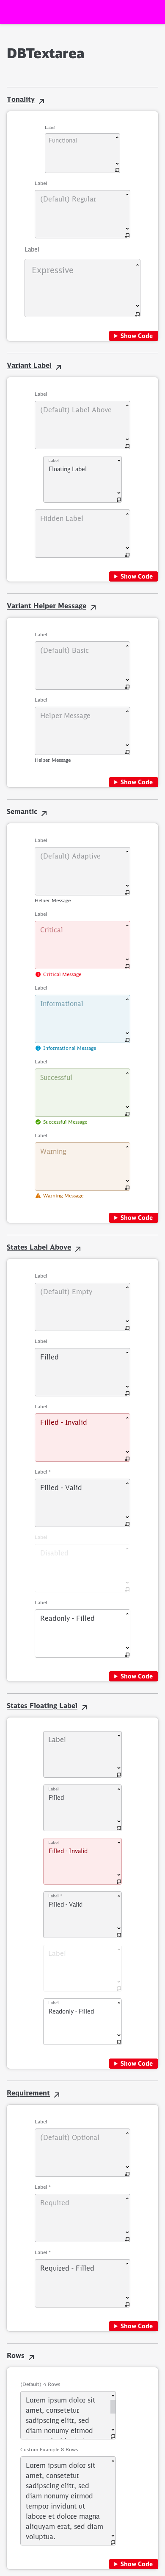 DBTextarea
Tonality
Label
Functional
Label
(Default) Regular
Label
Expressive
Show Code
Variant Label
Label
(Default) Label Above
Label
Floating Label
Hidden Label
Show Code
Variant Helper Message
Label
(Default) Basic
Label
Helper Message
Helper Message
Show Code
Semantic
Label
(Default) Adaptive
Helper Message
Label
Critical
Critical Message
Label
Informational
Informational Message
Label
Successful
Successful Message
Label
Warning
Warning Message
Show Code
States Label Above
Label
(Default) Empty
Label
Filled
Label
Filled - Invalid
Label *
Filled - Valid
Label
Disabled
Label
Readonly - Filled
Show Code
States Floating Label
Label
Label
Filled
Label
Filled - Invalid
Label *
Filled - Valid
Label
Label
Readonly - Filled
Show Code
Requirement
Label
(Default) Optional
Label *
Required
Label *
Required - Filled
Show Code
Rows
(Default) 4 Rows
Lorem ipsum dolor sit
amet, consetetur
sadipscing elitr, sed
diam nonumy eirmod
Custom Example 8 Rows
Lorem ipsum dolor sit
amet, consetetur
sadipscing elitr, sed
diam nonumy eirmod
tempor invidunt ut
labore et dolore magna
aliquyam erat, sed diam
voluptua.
Show Code